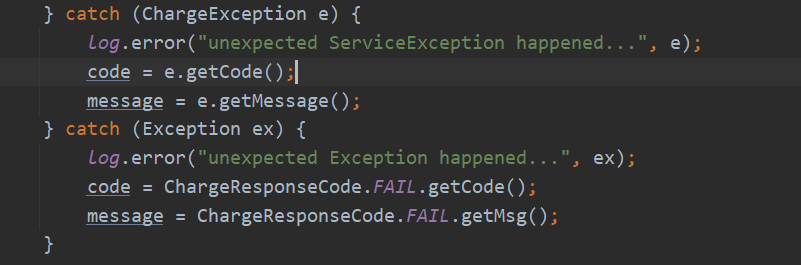 } catch (ChargeException e) {
log.error("unexpected ServiceException happened...", e);
code = e.getCode();
message = e.getMessage();
} catch (Exception ex) {
log.error("unexpected Exception happened...", ex);
code = ChargeResponseCode.FAIL.getCode();
message = ChargeResponseCode.FAIL.getMsg();
}